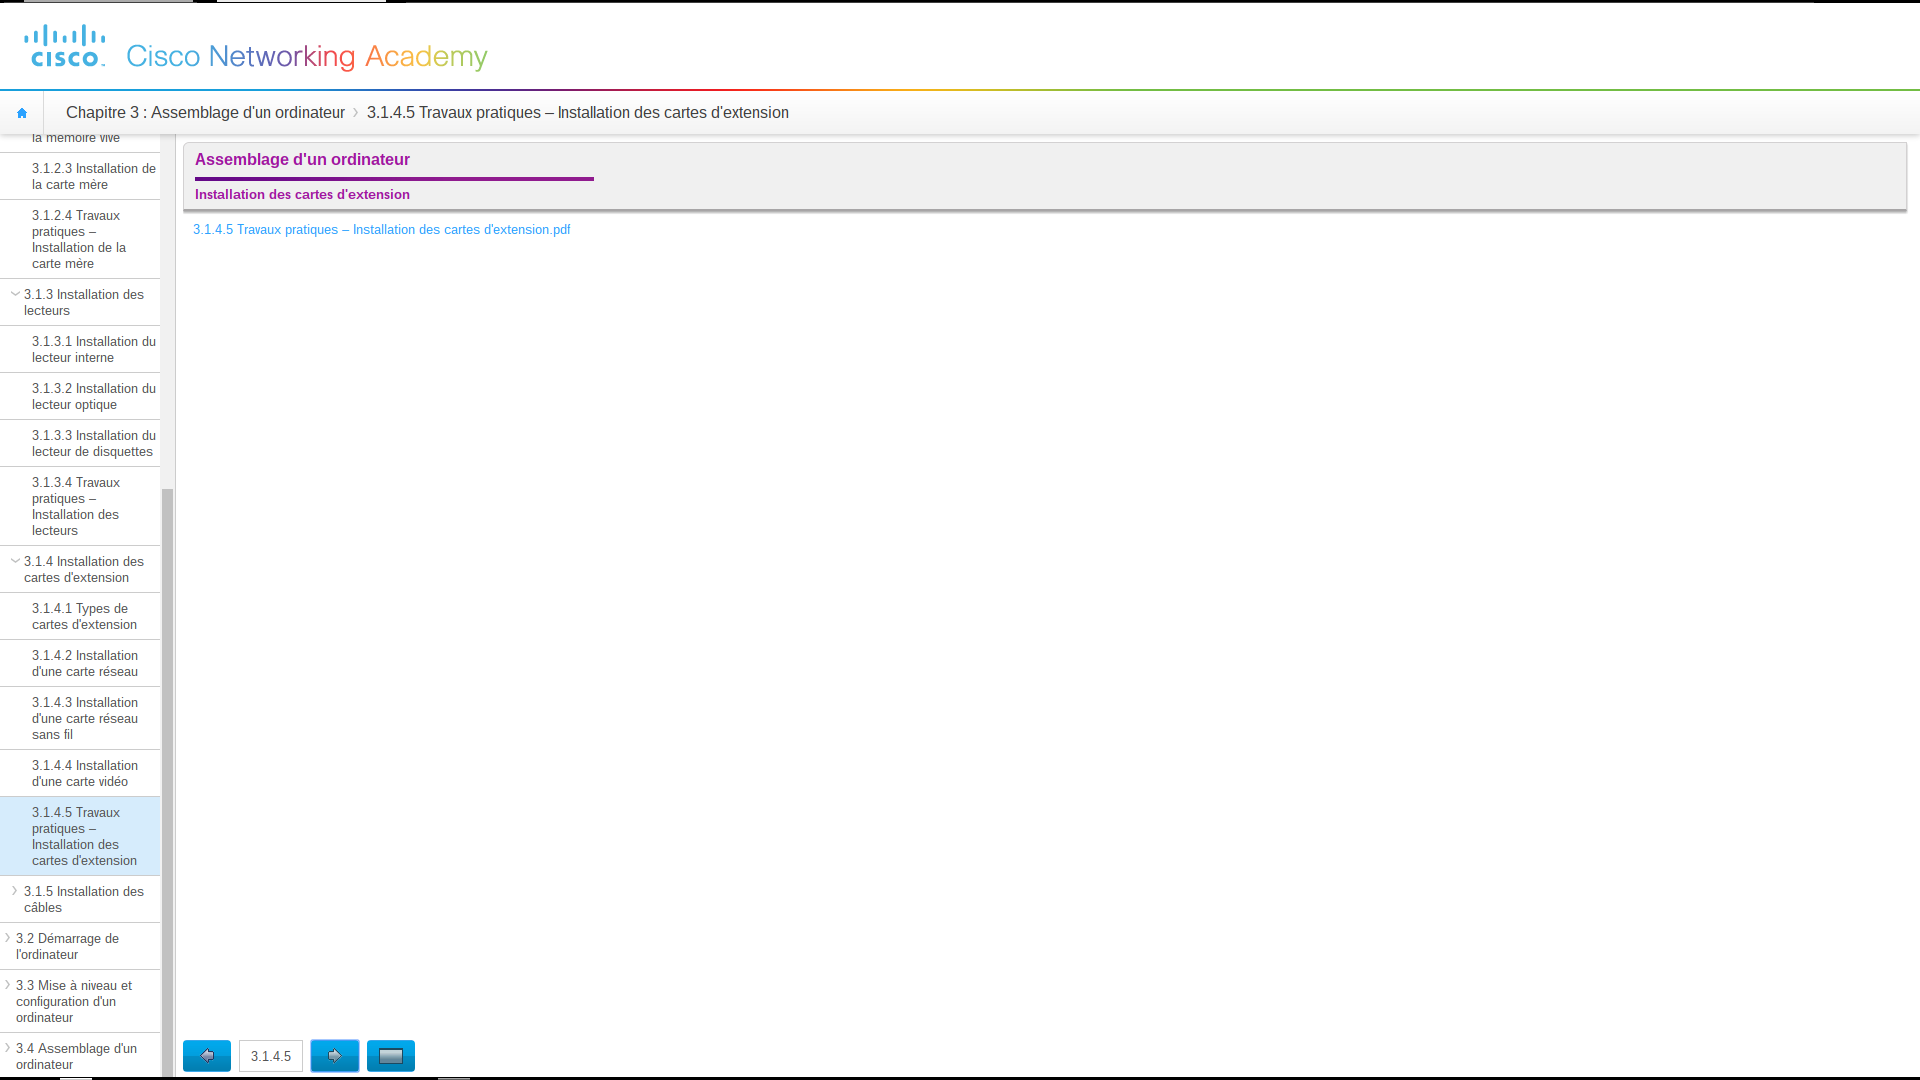 cisco
Cisco Networking Academy
Chapitre 3 : Assemblage d'un ordinateur
3.1.4.5 Travaux pratiques – Installation des cartes d'extension
la mémoire vive
3.1.2.3 Installation de
la carte mère
3.1.2.4 Travaux
pratiques –
Installation de la
carte mère
3.1.3 Installation des
lecteurs
3.1.3.1 Installation du
lecteur interne
3.1.3.2 Installation du
lecteur optique
3.1.3.3 Installation du
lecteur de disquettes
3.1.3.4 Travaux
pratiques –
Installation des
lecteurs
3.1.4 Installation des
cartes d'extension
3.1.4.1 Types de
cartes d'extension
3.1.4.2 Installation
d'une carte réseau
3.1.4.3 Installation
d'une carte réseau
sans fil
3.1.4.4 Installation
d'une carte vidéo
3.1.4.5 Travaux
pratiques –
Installation des
cartes d'extension
3.1.5 Installation des
câbles
3.2 Démarrage de
l'ordinateur
3.3 Mise à niveau et
configuration d'un
ordinateur
3.4 Assemblage d'un
ordinateur
Assemblage d'un ordinateur
Installation des cartes d'extension
3.1.4.5 Travaux pratiques – Installation des cartes d'extension.pdf
3.1.4.5